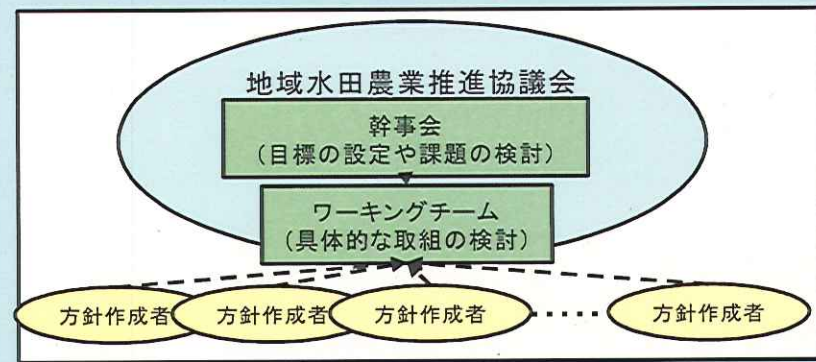 地域水田農業推進協議会
幹事会
（目標の設定や課題の検討）
ワーキングチーム
（具体的な取組の検討）
方針作成者
方針作成者
方針作成者
方針作成者